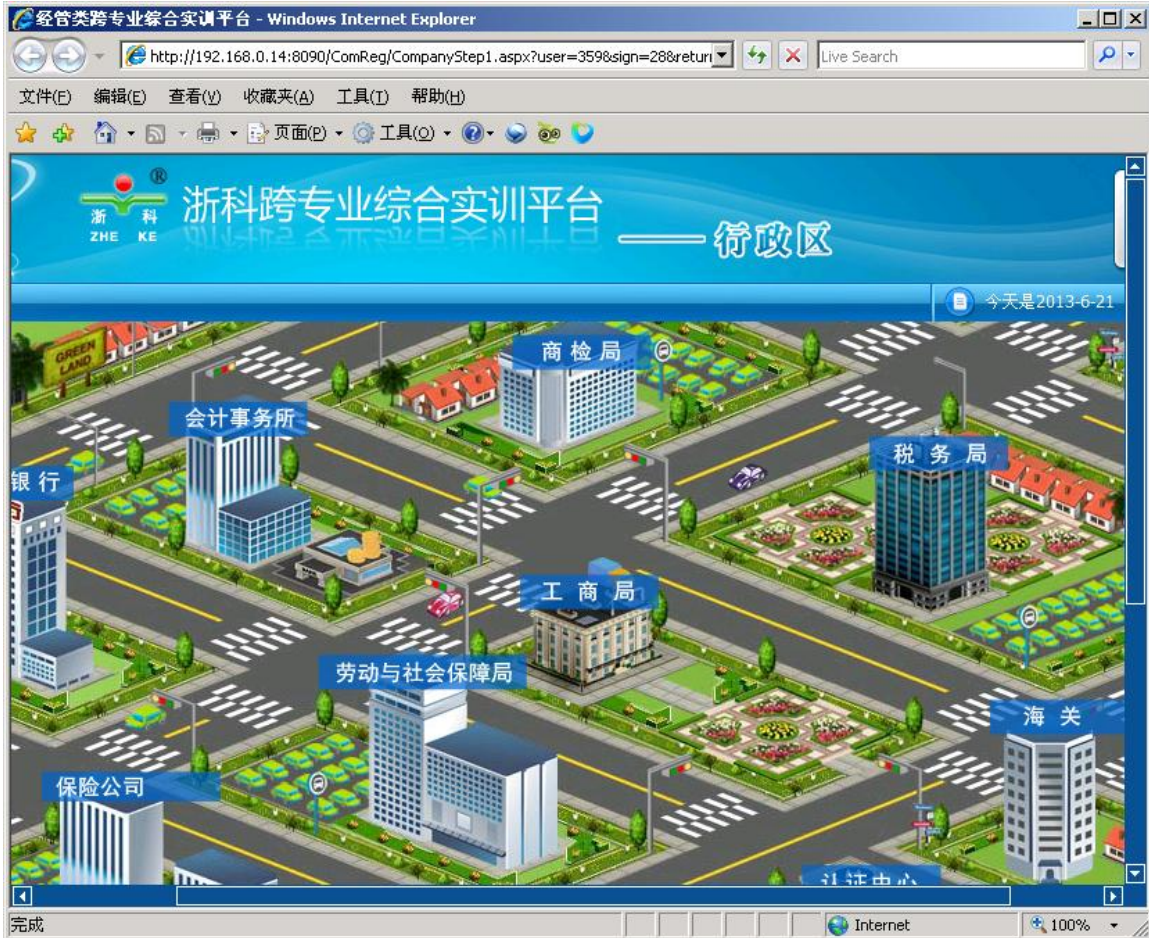 经管类跨专业综合实训平台 - Windows Internet Explorer
http://192.168.0.14:8090/ComReg/CompanyStep1.aspx?user=359&sign=28&return
Live Search
文件(F) 编辑(E) 查看(V) 收藏夹(A) 工具(T) 帮助(H)
页面(P) 工具(O)
浙 科
ZHE KE
®
浙科跨专业综合实训平台
——行政区
今天是2013-6-21
GREEN
LAND
商检局
会计事务所
税务局
银行
工商局
劳动与社会保障局
海关
保险公司
认证中心
完成
Internet
100%